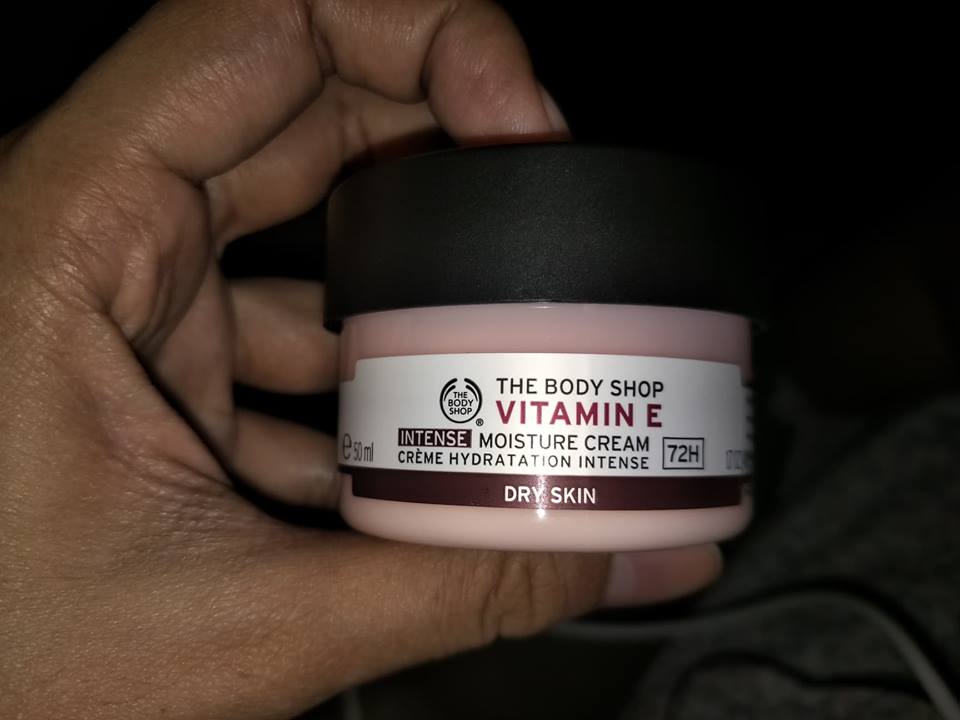 THE BODY SHOP
VITAMIN E
THE
BODY
SHOP
®
INTENSE MOISTURE CREAM
CRÈME HYDRATATION INTENSE
72H
℮ 50 ml
DRY SKIN